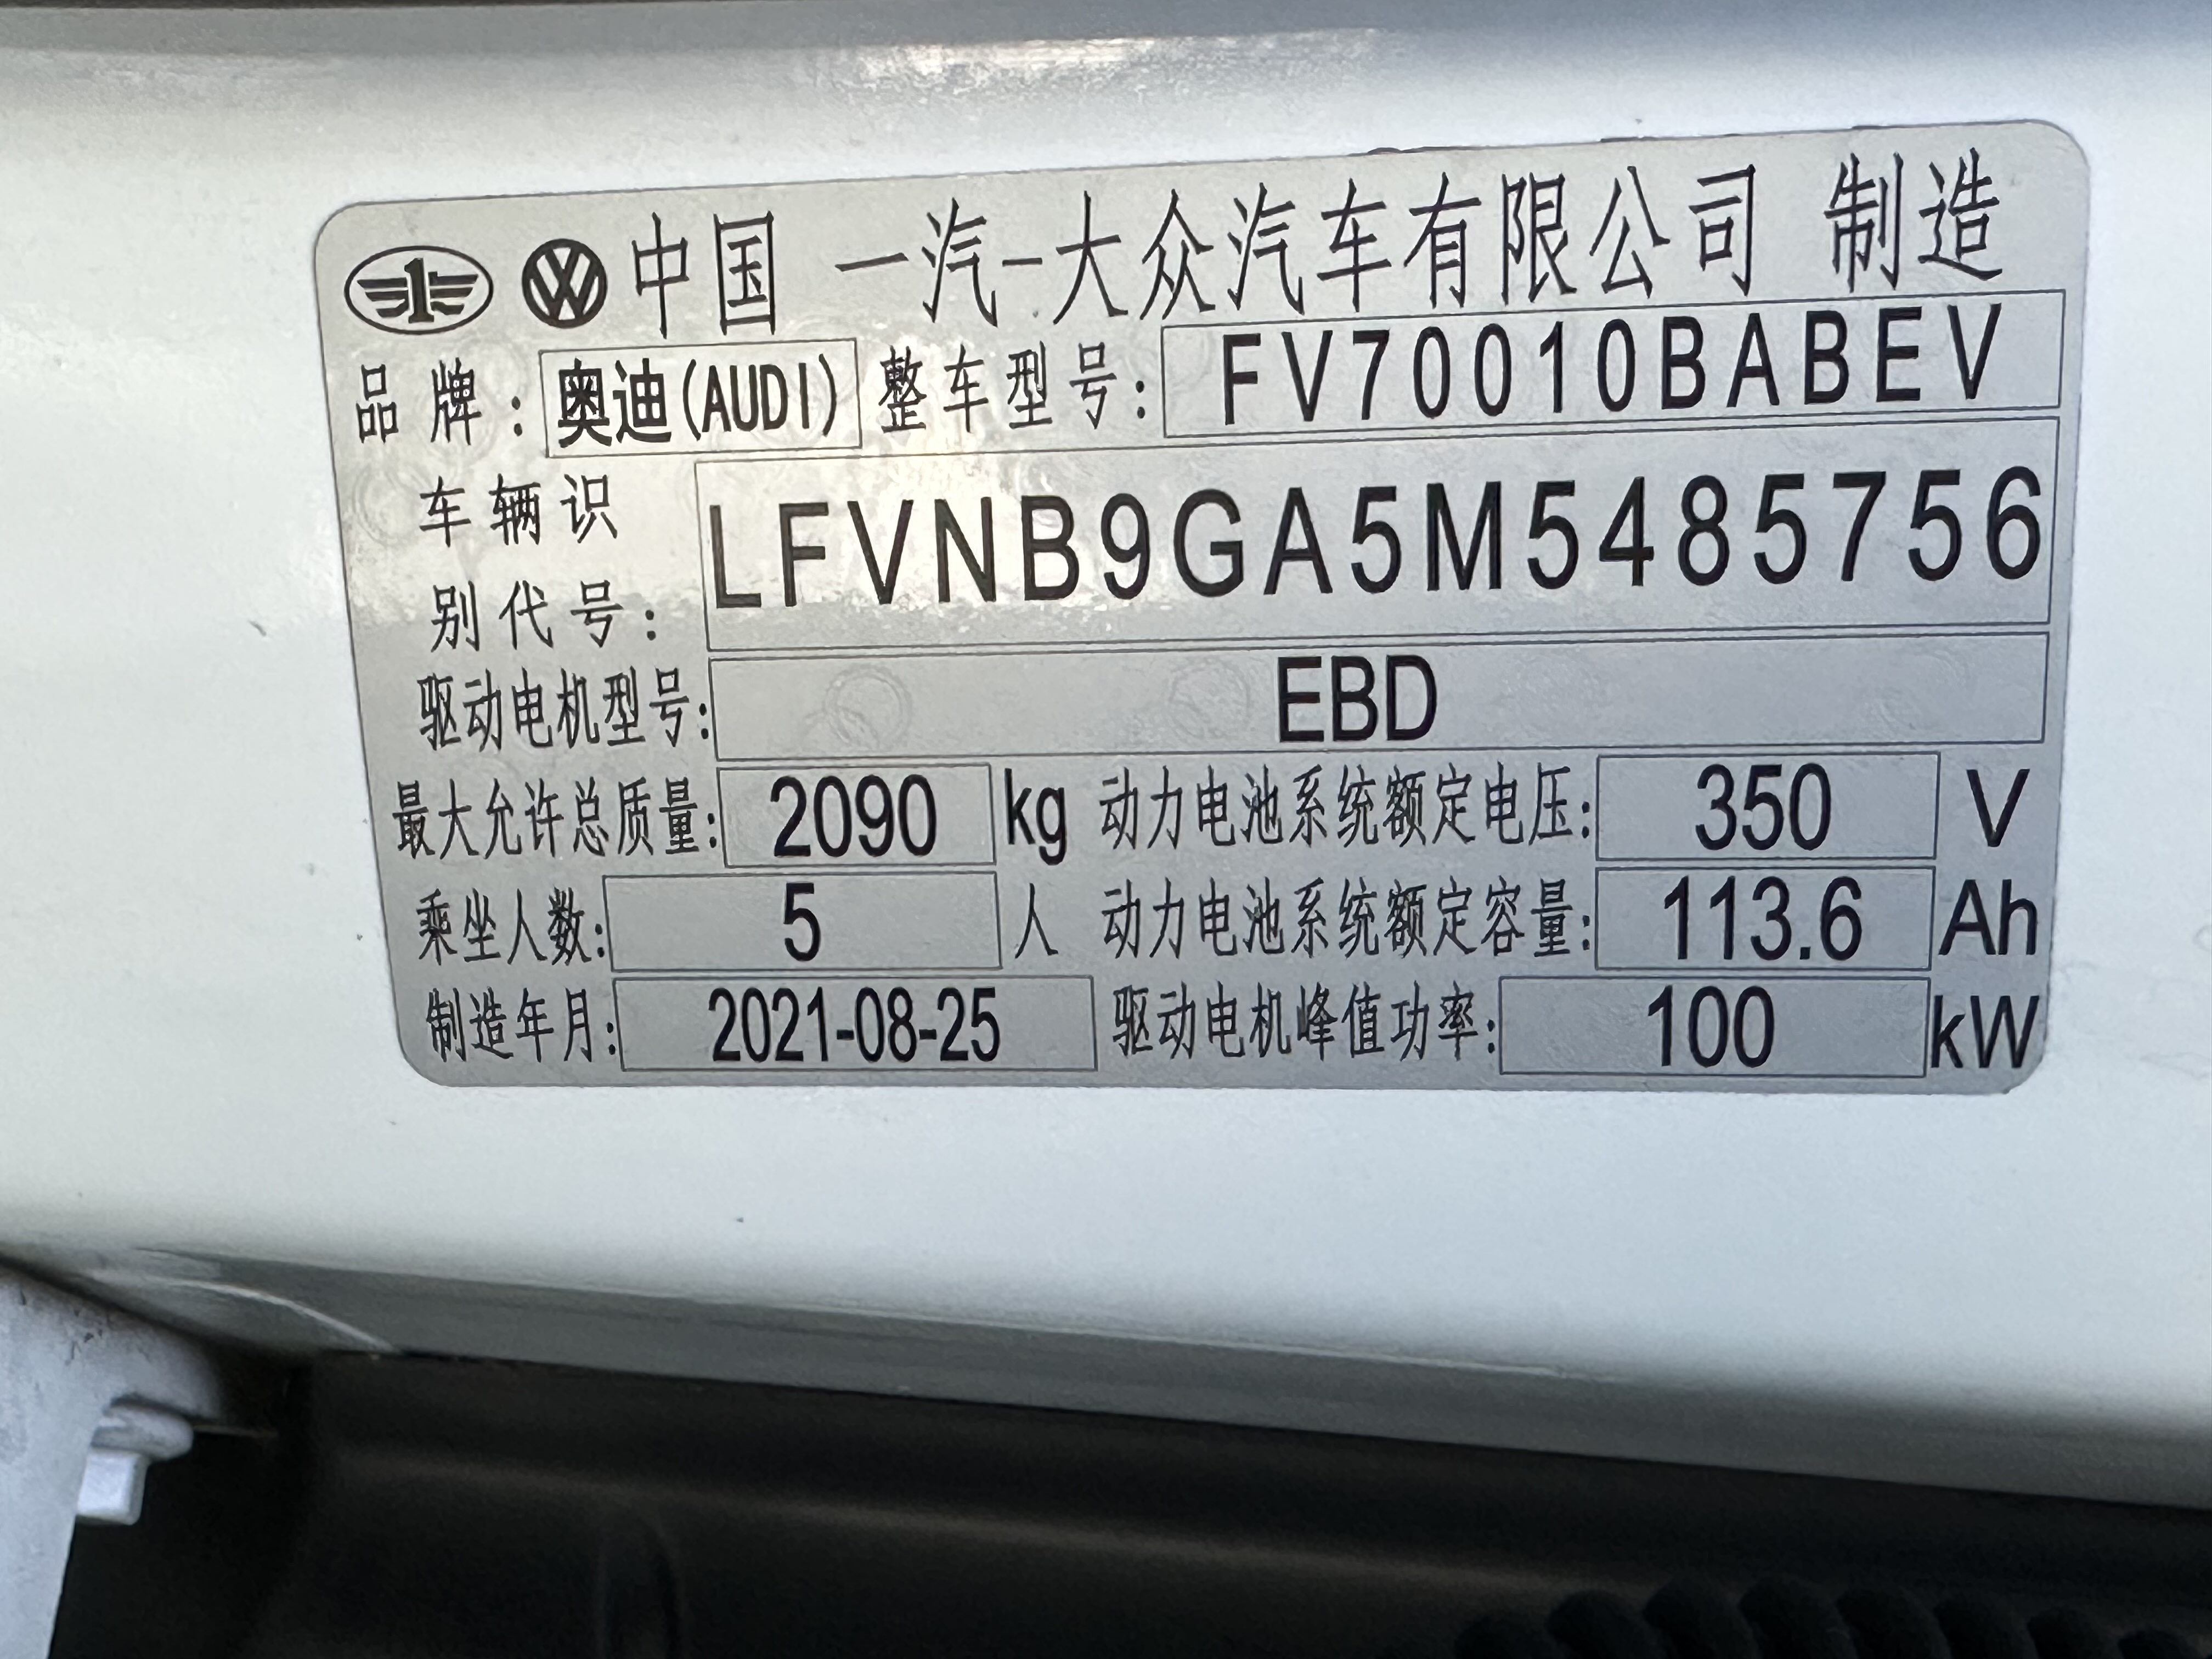 中国 一汽-大众汽车有限公司 制造
品牌: 奥迪(AUDI) 整车型号: FV70010BABEV
车辆识别代号: LFVNB9GA5M5485756
驱动电机型号: EBD
最大允许总质量: 2090 kg 动力电池系统额定电压: 350 V
乘坐人数: 5 人 动力电池系统额定容量: 113.6 Ah
制造年月: 2021-08-25 驱动电机峰值功率: 100 kW